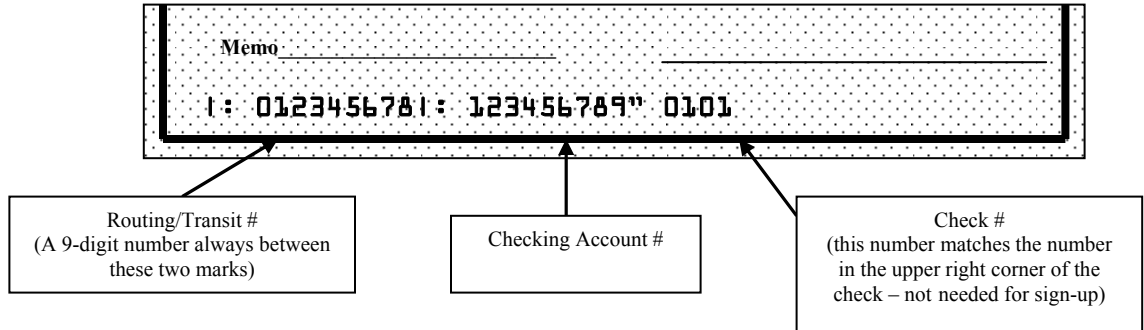 Memo
|: 012345678|: 123456789” 0101
Routing/Transit #
(A 9-digit number always between
these two marks)
Checking Account #
Check #
(this number matches the number
in the upper right corner of the
check – not needed for sign-up)